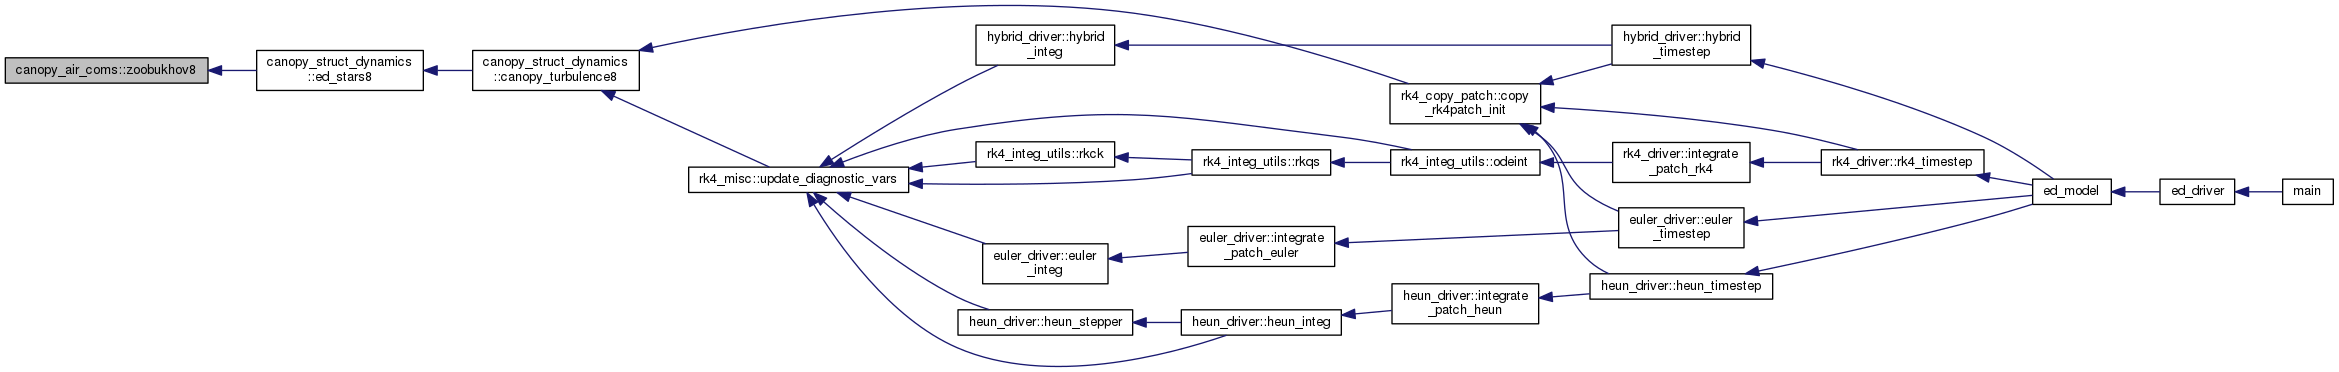 canopy_air_coms::zoobukhov8
canopy_struct_dynamics
::ed_stars8
canopy_struct_dynamics
::canopy_turbulence8
rk4_misc::update_diagnostic_vars
hybrid_driver::hybrid
_integ
rk4_integ_utils::rkck
euler_driver::euler
_integ
heun_driver::heun_stepper
rk4_integ_utils::rkqs
euler_driver::integrate
_patch_euler
heun_driver::heun_integ
rk4_copy_patch::copy
_rk4patch_init
rk4_integ_utils::odeint
heun_driver::integrate
_patch_heun
hybrid_driver::hybrid
_timestep
rk4_driver::integrate
_patch_rk4
euler_driver::euler
_timestep
heun_driver::heun_timestep
rk4_driver::rk4_timestep
ed_model
ed_driver
main